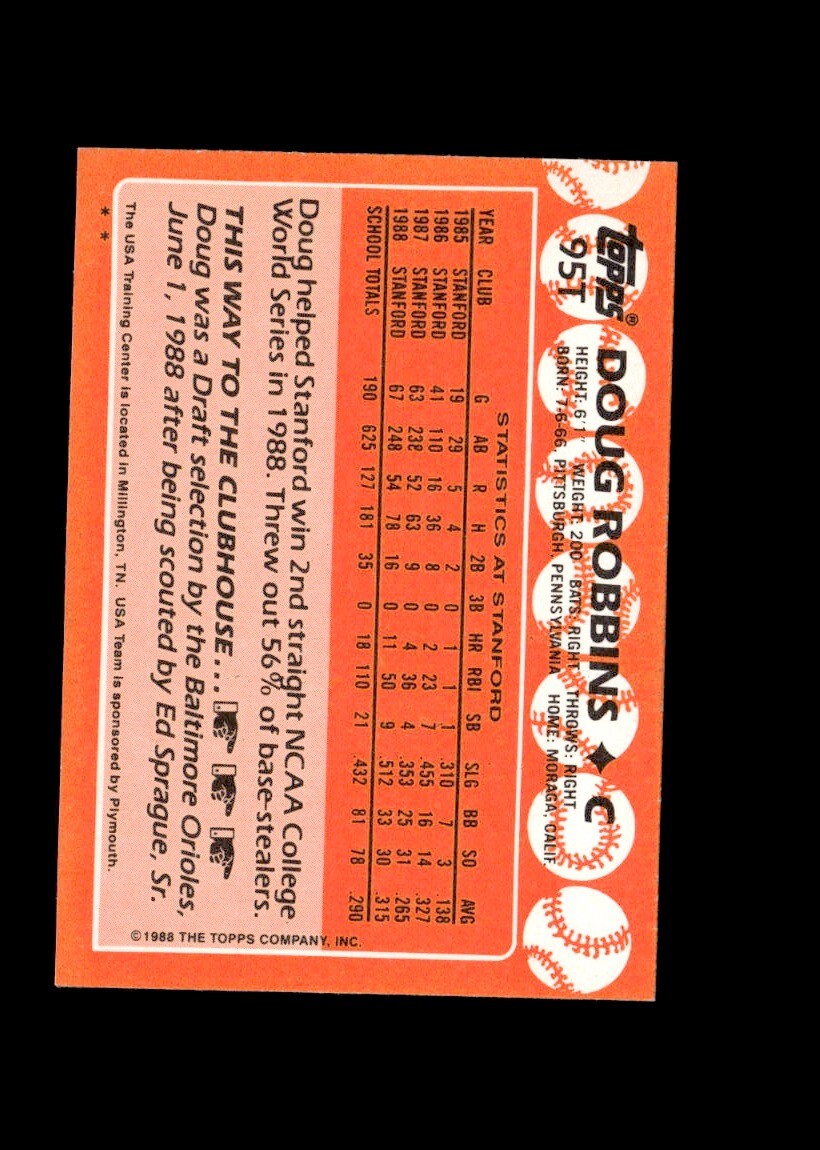 topps® DOUG ROBBINS ♦ C
95T
HEIGHT: 6'1" WEIGHT: 200 BATS: RIGHT THROWS: RIGHT
BORN: 7-6-66, PITTSBURGH, PENNSYLVANIA HOME: MORAGA, CALIF.
STATISTICS AT STANFORD
YEAR CLUB G AB R H 2B 3B HR RBI SB SLG BB SO AVG
1985 STANFORD 19 29 5 4 2 0 1 1 1 .310 7 3 .138
1986 STANFORD 41 110 16 36 8 0 2 23 7 .455 16 14 .327
1987 STANFORD 63 238 52 63 9 0 4 36 4 .353 25 31 .265
1988 STANFORD 67 248 54 78 16 0 11 50 9 .512 33 30 .315
SCHOOL TOTALS 190 625 127 181 35 0 18 110 21 .432 81 78 .290
Doug helped Stanford win 2nd straight NCAA College
World Series in 1988. Threw out 56% of base-stealers.
THIS WAY TO THE CLUBHOUSE...
Doug was a Draft selection by the Baltimore Orioles,
June 1, 1988 after being scouted by Ed Sprague, Sr.
The USA Training Center is located in Millington, TN. USA Team is sponsored by Plymouth.
* *
©1988 THE TOPPS COMPANY, INC.